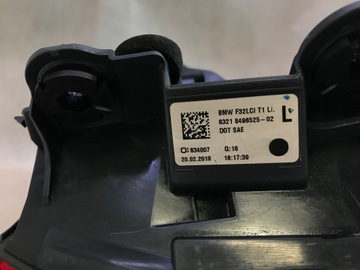 BMW F32LCI T1 Li.
6321 8496525-02
DOT SAE
L
634007 Q:16
20.02.2018 16:17:39